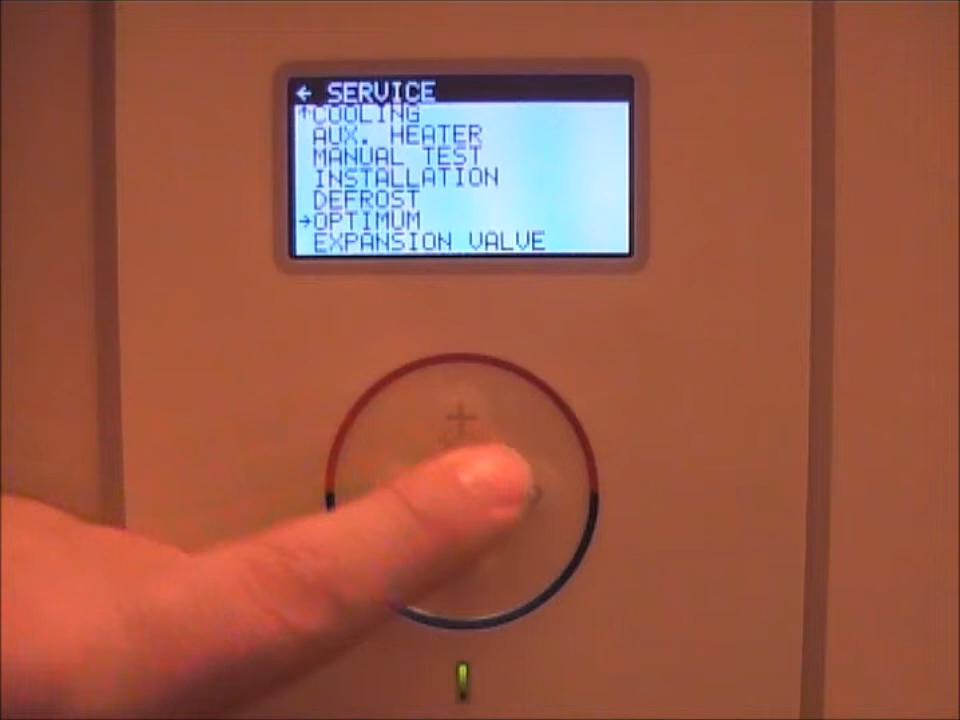 ← SERVICE
↑COOLING
AUX. HEATER
MANUAL TEST
INSTALLATION
DEFROST
→OPTIMUM
EXPANSION VALVE
+